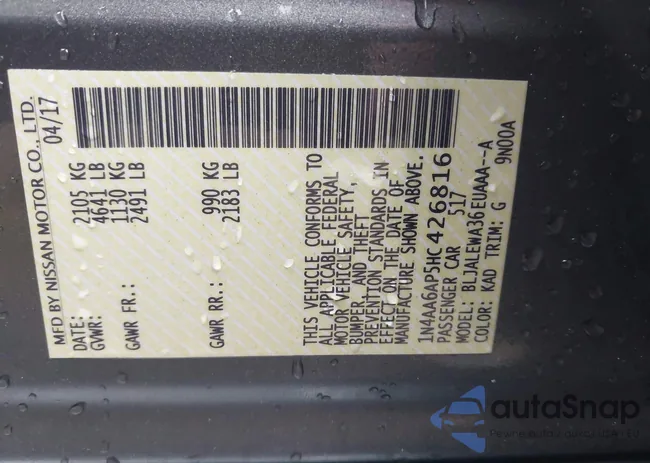 MFD BY NISSAN MOTOR CO., LTD.
DATE: 04/17
GVWR: 2105 KG
4641 LB
GAWR FR: 1130 KG
2491 LB
GAWR RR: 990 KG
2183 LB
THIS VEHICLE CONFORMS TO
ALL APPLICABLE FEDERAL
MOTOR VEHICLE SAFETY,
BUMPER, AND THEFT
PREVENTION STANDARDS IN
EFFECT ON THE DATE OF
MANUFACTURE SHOWN ABOVE.
1N4AA6AP5HC426816
PASSENGER CAR 517
MODEL: BLJALEWA36EUAAA--A
COLOR: KAD TRIM: G 9N00A
autoSnap